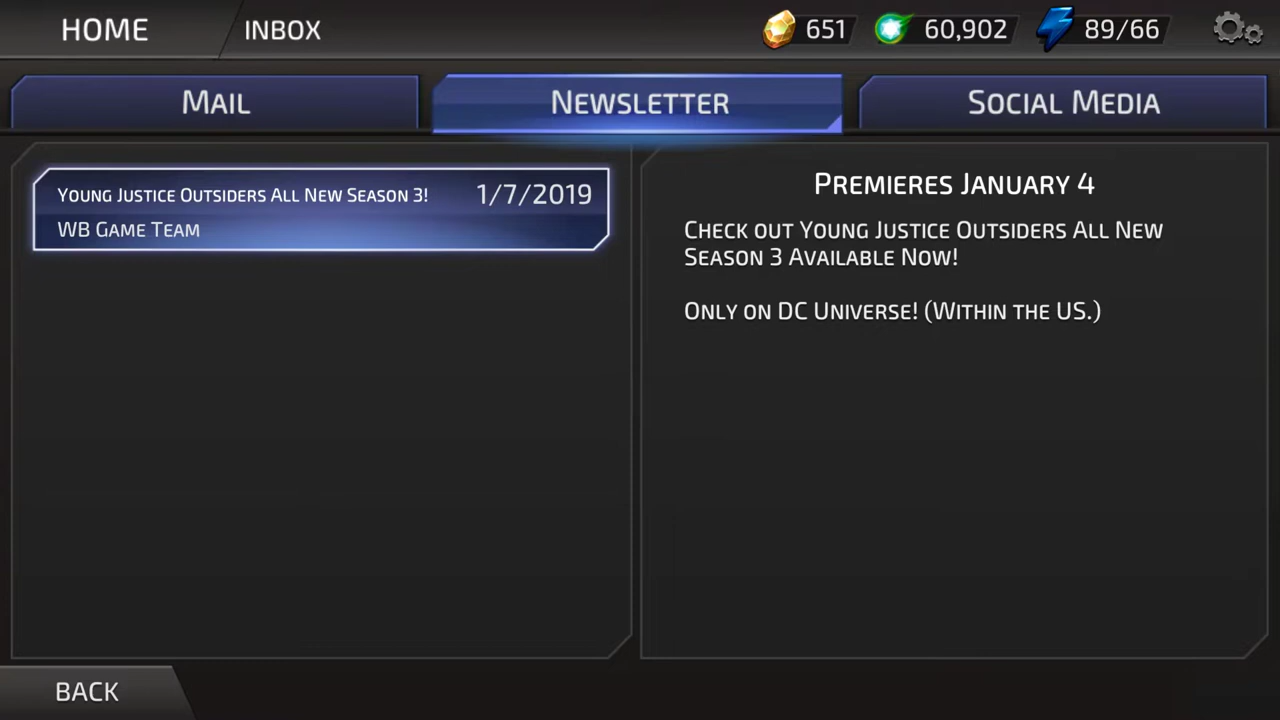 HOME
INBOX
651
60,902
89/66
MAIL
NEWSLETTER
SOCIAL MEDIA
YOUNG JUSTICE OUTSIDERS ALL NEW SEASON 3!
1/7/2019
WB GAME TEAM
PREMIERES JANUARY 4
CHECK OUT YOUNG JUSTICE OUTSIDERS ALL NEW
SEASON 3 AVAILABLE NOW!
ONLY ON DC UNIVERSE! (WITHIN THE US.)
BACK